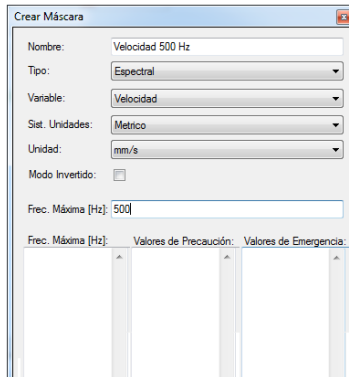 Crear Máscara
Nombre: Velocidad 500 Hz
Tipo: Espectral
Variable: Velocidad
Sist. Unidades: Metrico
Unidad: mm/s
Modo Invertido:
Frec. Máxima [Hz]: 500
Frec. Máxima [Hz]: Valores de Precaución: Valores de Emergencia: